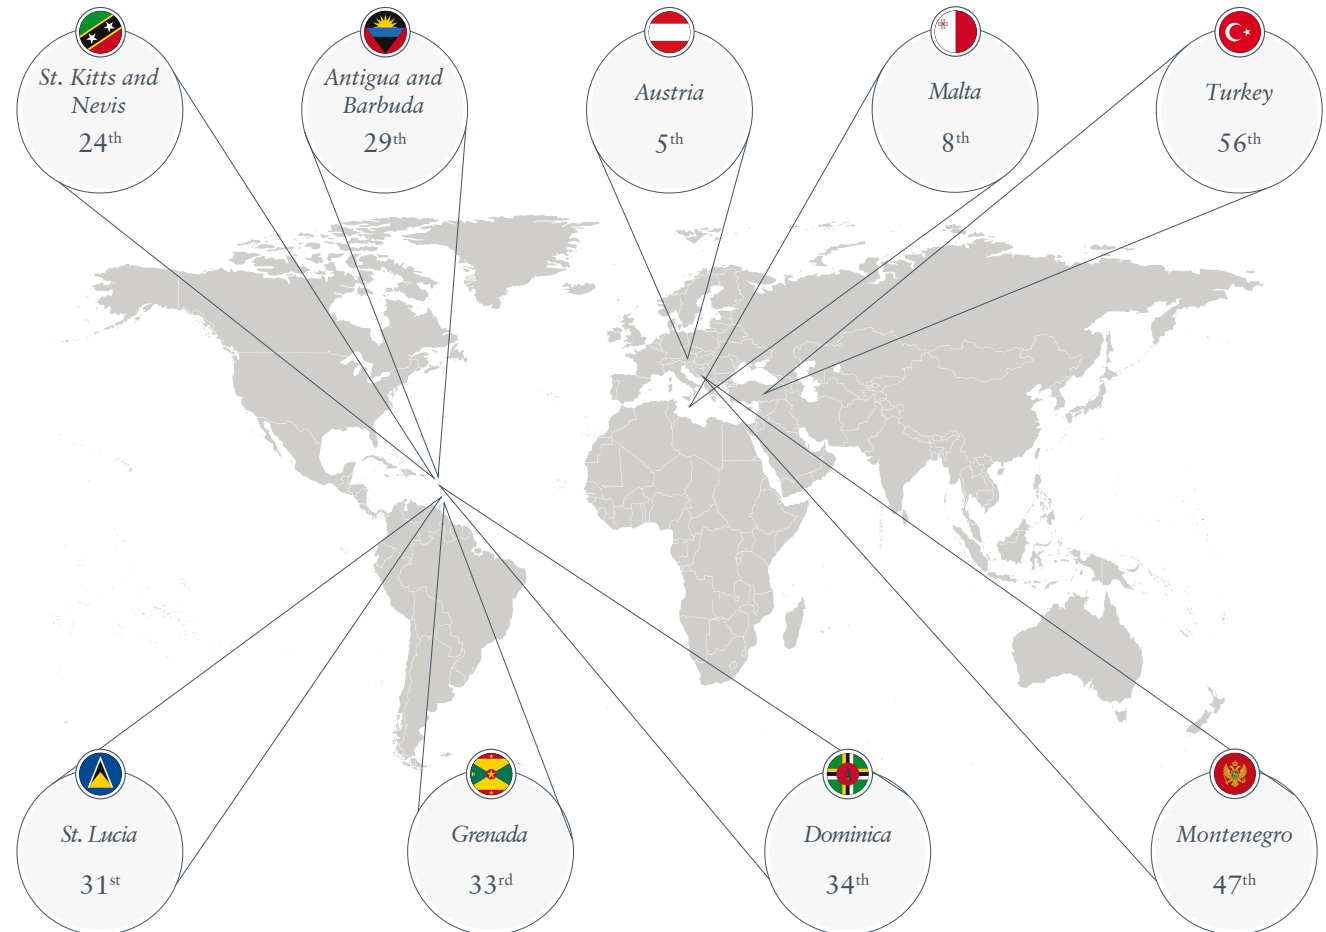 St. Kitts and
Nevis
24th
Antigua and
Barbuda
29th
Austria
5th
Malta
8th
Turkey
56th
St. Lucia
31st
Grenada
33rd
Dominica
34th
Montenegro
47th